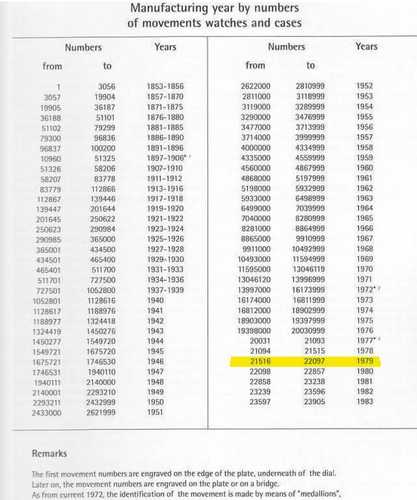 Manufacturing year by numbers
of movements watches and cases
Numbers Years Numbers Years
from to from to
1 3056 1853-1856 2622000 2810999 1952
3057 19904 1857-1870 2811000 3118999 1953
19905 36187 1871-1875 3119000 3289999 1954
36188 51101 1876-1880 3290000 3476999 1955
51102 79299 1881-1885 3477000 3713999 1956
79300 96836 1886-1890 3714000 3999999 1957
96837 100200 1891-1896 4000000 4334999 1958
10960 51325 1897-1906* 4335000 4559999 1959
51326 58206 1907-1910 4560000 4867999 1960
58207 83778 1911-1912 4868000 5197999 1961
83779 112866 1913-1916 5198000 5932999 1962
112867 139446 1917-1918 5933000 6498999 1963
139447 201644 1919-1920 6499000 7039999 1964
201645 250622 1921-1922 7040000 8280999 1965
250623 290984 1923-1924 8281000 8864999 1966
290985 365000 1925-1926 8865000 9910999 1967
365001 434500 1927-1928 9911000 10492999 1968
434501 465400 1929-1930 10493000 11594999 1969
465401 511700 1931-1933 11595000 13046119 1970
511701 727500 1934-1936 13046120 13996999 1971
727501 1052800 1937-1939 13997000 16173999 1972*
1052801 1128616 1940 16174000 16811999 1973
1128617 1188976 1941 16812000 18902999 1974
1188977 1324418 1942 18903000 19397999 1975
1324419 1450276 1943 19398000 20030999 1976
1450277 1549720 1944 20031 21093 1977*
1549721 1675720 1945 21094 21515 1978
1675721 1746530 1946 21516 22097 1979
1746531 1940110 1947 22098 22857 1980
1940111 2140000 1948 22858 23238 1981
2140001 2293210 1949 23239 23596 1982
2293211 2432999 1950 23597 23905 1983
2433000 2621999 1951
Remarks
The first movement numbers are engraved on the edge of the plate, underneath of the dial.
Later on, the movement numbers are engraved on the plate or on a bridge.
As from current 1972, the identification of the movement is made by means of "medallions",